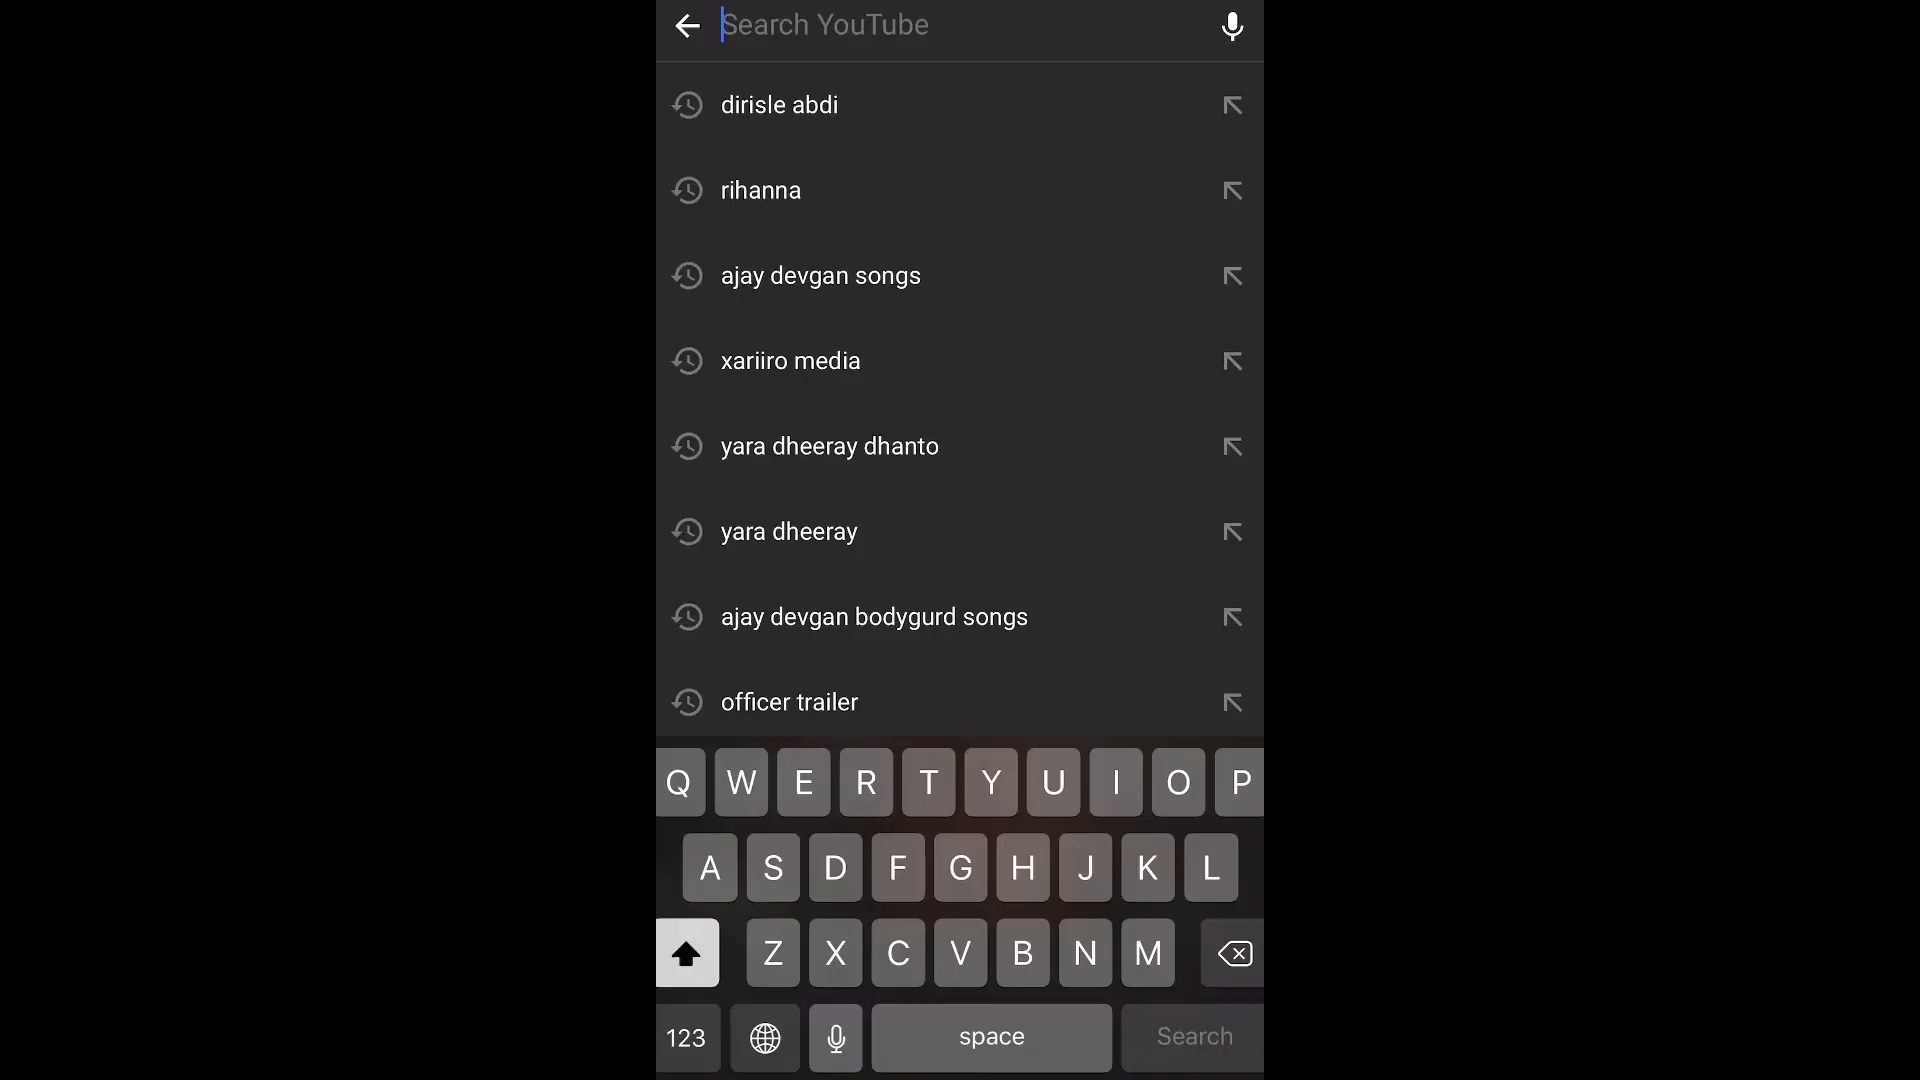 Search YouTube
dirisle abdi
rihanna
ajay devgan songs
xariiro media
yara dheeray dhanto
yara dheeray
ajay devgan bodygurd songs
officer trailer
Q W E R T Y U I O P
A S D F G H J K L
Z X C V B N M
123 space Search